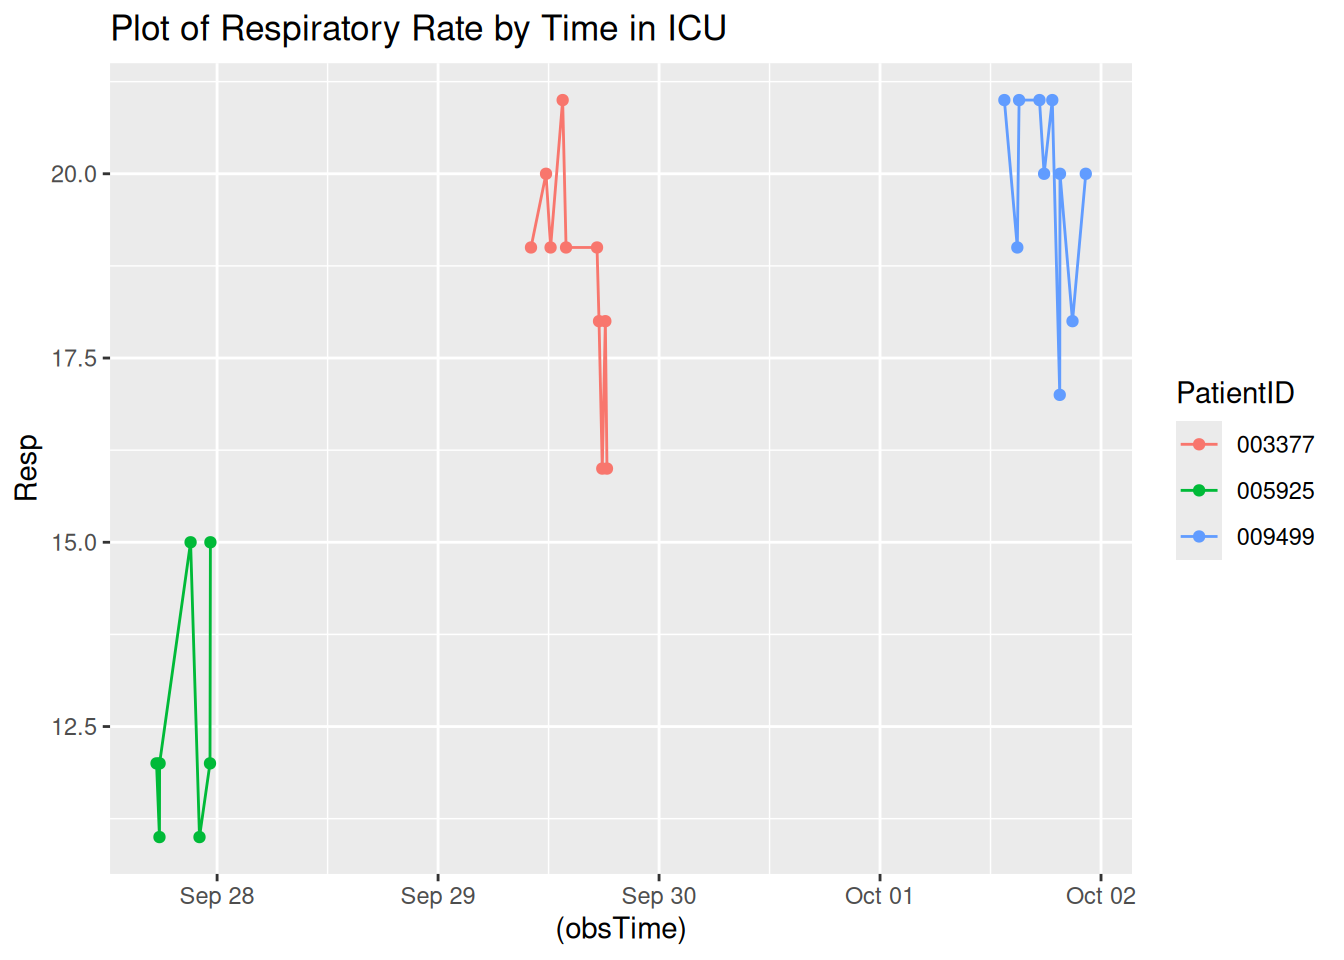 Plot of Respiratory Rate by Time in ICU
20.0
17.5
15.0
12.5
Resp
Sep 28 Sep 29 Sep 30 Oct 01 Oct 02
(obsTime)
PatientID
003377
005925
009499